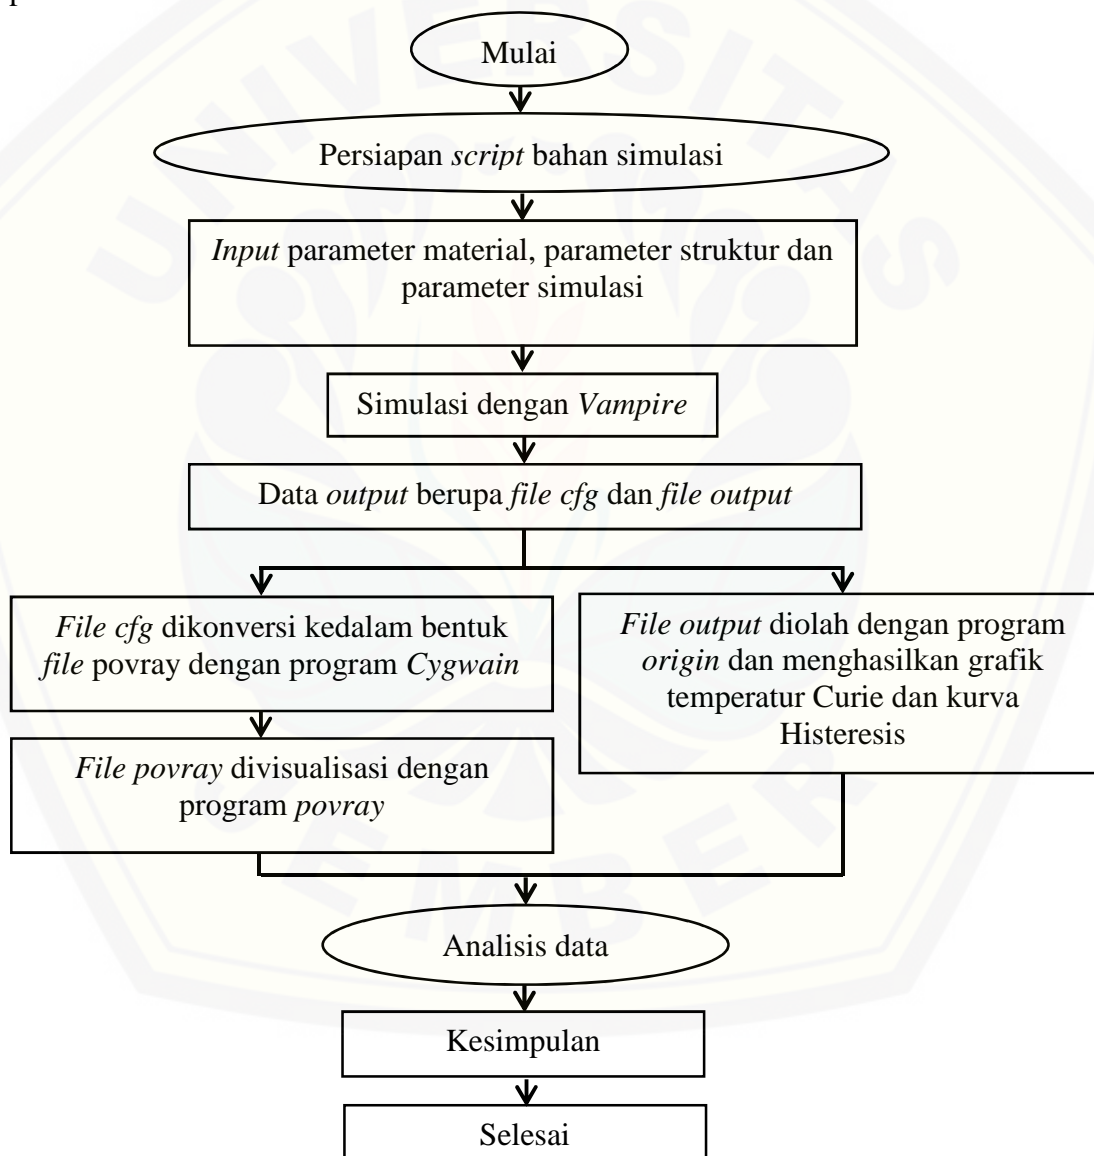 Mulai
Persiapan script bahan simulasi
Input parameter material, parameter struktur dan
parameter simulasi
Simulasi dengan Vampire
Data output berupa file cfg dan file output
File cfg dikonversi kedalam bentuk
file povray dengan program Cygwain
File output diolah dengan program
origin dan menghasilkan grafik
temperatur Curie dan kurva
Histeresis
File povray divisualisasi dengan
program povray
Analisis data
Kesimpulan
Selesai
UNIVERSITAS
JEMBER